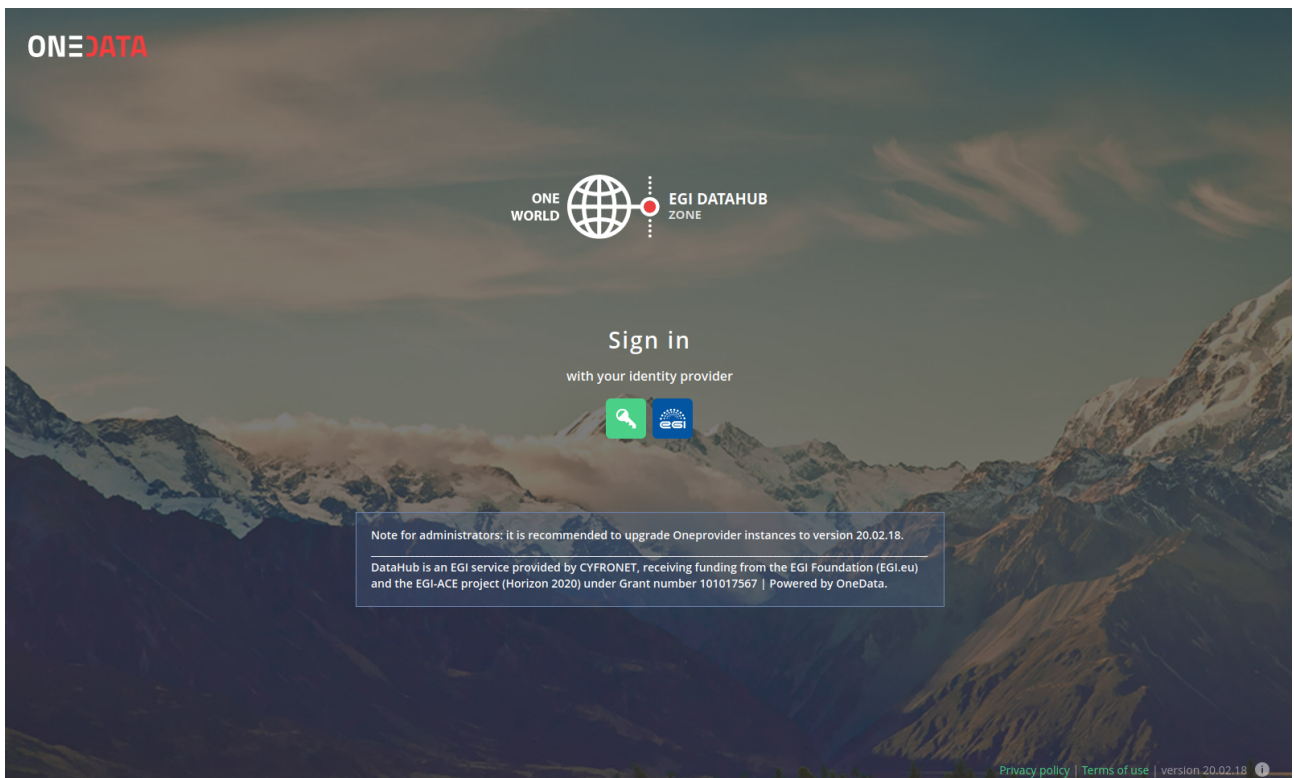 ONEDATA
ONE
WORLD
EGI DATAHUB
ZONE
Sign in
with your identity provider
egi
Note for administrators: it is recommended to upgrade Oneprovider instances to version 20.02.18.
DataHub is an EGI service provided by CYFRONET, receiving funding from the EGI Foundation (EGI.eu)
and the EGI-ACE project (Horizon 2020) under Grant number 101017567 | Powered by OneData.
Privacy policy | Terms of use | version 20.02.18 i